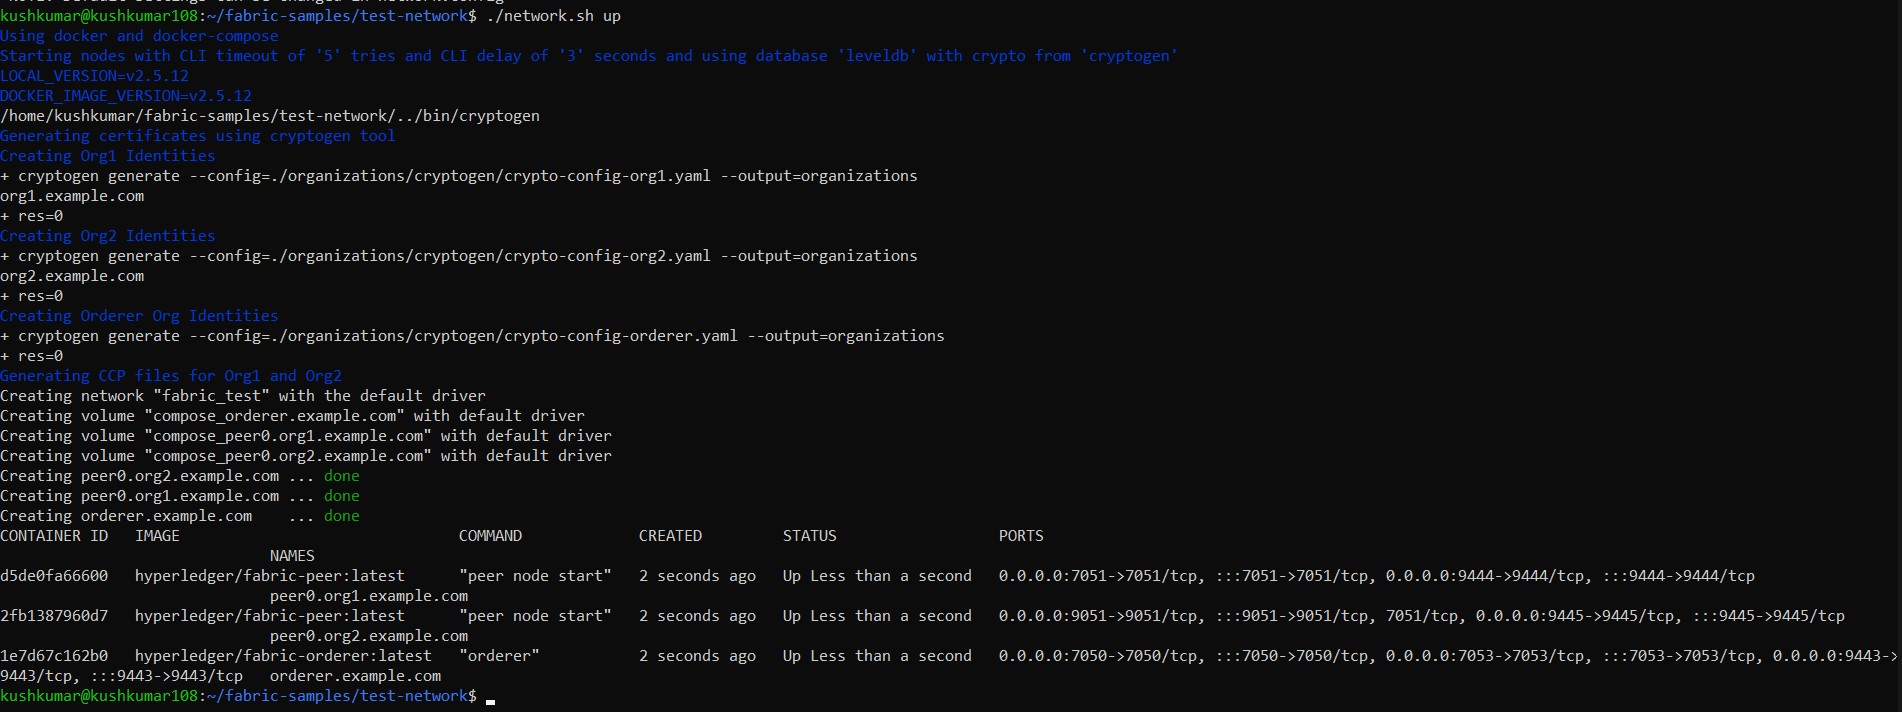 kushkumar@kushkumar108:~/fabric-samples/test-network$ ./network.sh up
Using docker and docker-compose
Starting nodes with CLI timeout of '5' tries and CLI delay of '3' seconds and using database 'leveldb' with crypto from 'cryptogen'
LOCAL_VERSION=v2.5.12
DOCKER_IMAGE_VERSION=v2.5.12
/home/kushkumar/fabric-samples/test-network/../bin/cryptogen
Generating certificates using cryptogen tool
Creating Org1 Identities
+ cryptogen generate --config=./organizations/cryptogen/crypto-config-org1.yaml --output=organizations
org1.example.com
+ res=0
Creating Org2 Identities
+ cryptogen generate --config=./organizations/cryptogen/crypto-config-org2.yaml --output=organizations
org2.example.com
+ res=0
Creating Orderer Org Identities
+ cryptogen generate --config=./organizations/cryptogen/crypto-config-orderer.yaml --output=organizations
+ res=0
Generating CCP files for Org1 and Org2
Creating network "fabric_test" with the default driver
Creating volume "compose_orderer.example.com" with default driver
Creating volume "compose_peer0.org1.example.com" with default driver
Creating volume "compose_peer0.org2.example.com" with default driver
Creating peer0.org2.example.com ... done
Creating peer0.org1.example.com ... done
Creating orderer.example.com    ... done
CONTAINER ID   IMAGE                               COMMAND             CREATED         STATUS                  PORTS
                              NAMES
d5de0fa66600   hyperledger/fabric-peer:latest      "peer node start"   2 seconds ago   Up Less than a second   0.0.0.0:7051->7051/tcp, :::7051->7051/tcp, 0.0.0.0:9444->9444/tcp, :::9444->9444/tcp
                              peer0.org1.example.com
2fb1387960d7   hyperledger/fabric-peer:latest      "peer node start"   2 seconds ago   Up Less than a second   0.0.0.0:9051->9051/tcp, :::9051->9051/tcp, 7051/tcp, 0.0.0.0:9445->9445/tcp, :::9445->9445/tcp
                              peer0.org2.example.com
1e7d67c162b0   hyperledger/fabric-orderer:latest   "orderer"           2 seconds ago   Up Less than a second   0.0.0.0:7050->7050/tcp, :::7050->7050/tcp, 0.0.0.0:7053->7053/tcp, :::7053->7053/tcp, 0.0.0.0:9443->
9443/tcp, :::9443->9443/tcp   orderer.example.com
kushkumar@kushkumar108:~/fabric-samples/test-network$